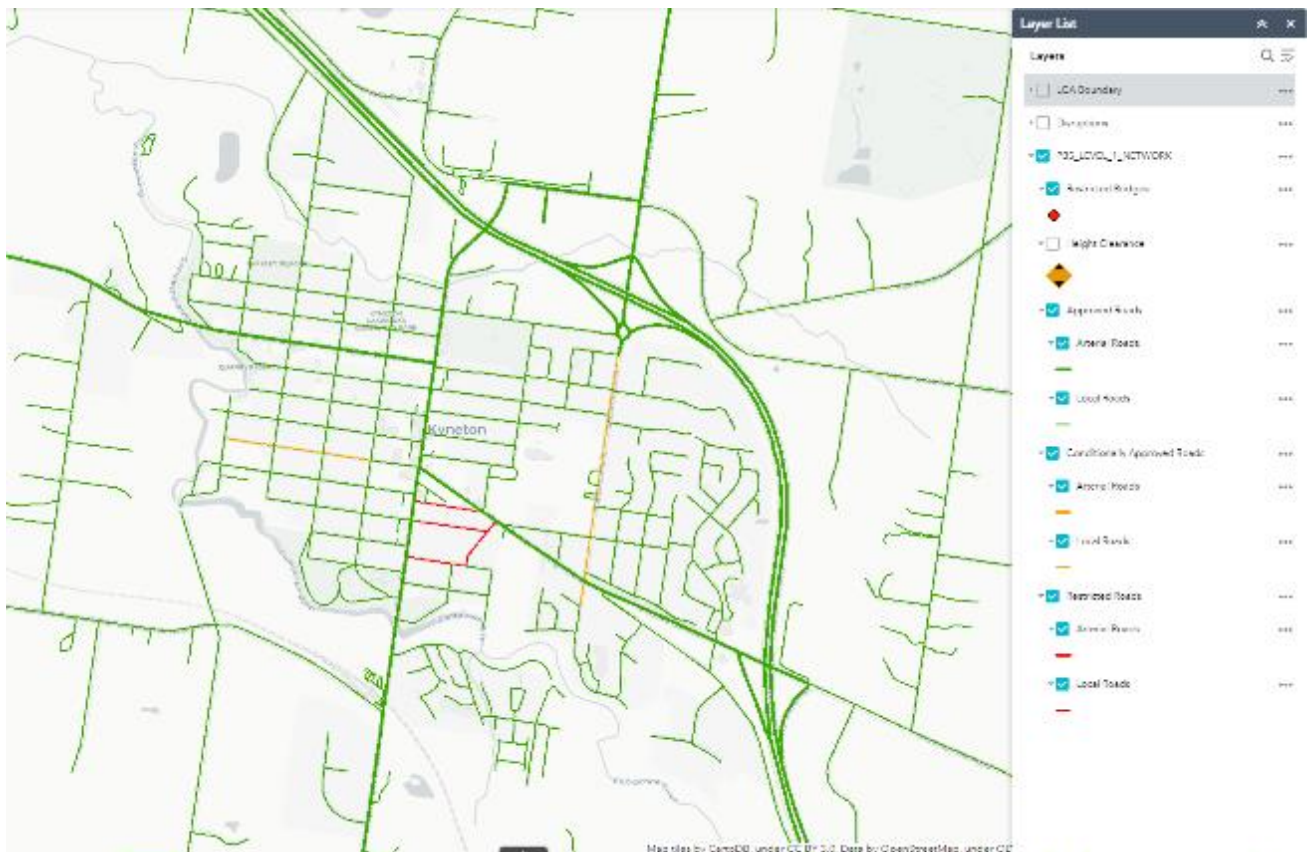 Layer List
Layers
LGA Boundary
Disruptions
PBS_LEVEL_1_NETWORK
Restricted Bridges
Height Clearance
Approved Roads
Arterial Roads
Local Roads
Conditionally Approved Roads
Arterial Roads
Local Roads
Restricted Roads
Arterial Roads
Local Roads
Kyneton
Map tiles by CartoDB, under CC BY 3.0. Data by OpenStreetMap, under OD